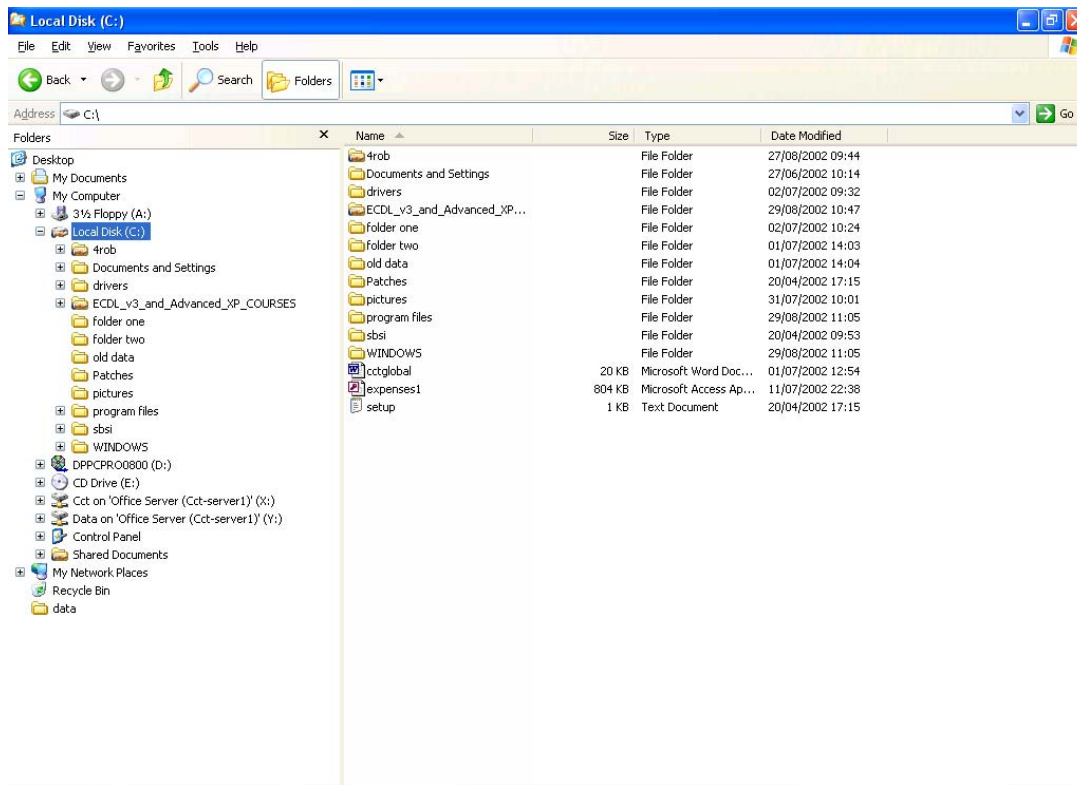 Local Disk (C:)
File Edit View Favorites Tools Help
Back Search Folders
Address C:\ Go
Folders
Desktop
My Documents
My Computer
3½ Floppy (A:)
Local Disk (C:)
4rob
Documents and Settings
drivers
ECDL_v3_and_Advanced_XP_COURSES
folder one
folder two
old data
Patches
pictures
program files
sbsi
WINDOWS
DPPCPRO0800 (D:)
CD Drive (E:)
Cct on 'Office Server (Cct-server1)' (X:)
Data on 'Office Server (Cct-server1)' (Y:)
Control Panel
Shared Documents
My Network Places
Recycle Bin
data
Name Size Type Date Modified
4rob File Folder 27/08/2002 09:44
Documents and Settings File Folder 27/06/2002 10:14
drivers File Folder 02/07/2002 09:32
ECDL_v3_and_Advanced_XP... File Folder 29/08/2002 10:47
folder one File Folder 02/07/2002 10:24
folder two File Folder 01/07/2002 14:03
old data File Folder 01/07/2002 14:04
Patches File Folder 20/04/2002 17:15
pictures File Folder 31/07/2002 10:01
program files File Folder 29/08/2002 11:05
sbsi File Folder 20/04/2002 09:53
WINDOWS File Folder 29/08/2002 11:05
cctglobal 20 KB Microsoft Word Doc... 01/07/2002 12:54
expenses1 804 KB Microsoft Access Ap... 11/07/2002 22:38
setup 1 KB Text Document 20/04/2002 17:15